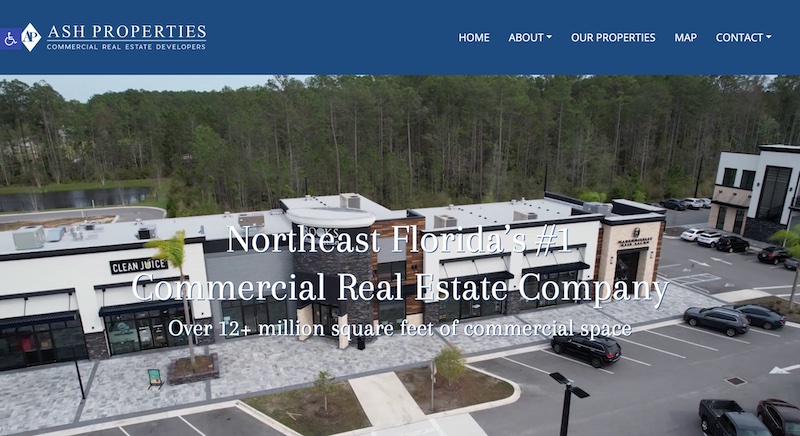 ASH PROPERTIES
COMMERCIAL REAL ESTATE DEVELOPERS
HOME
ABOUT
OUR PROPERTIES
MAP
CONTACT
CLEAN JUICE
Northeast Florida's #1
Commercial Real Estate Company
Over 12+ million square feet of commercial space